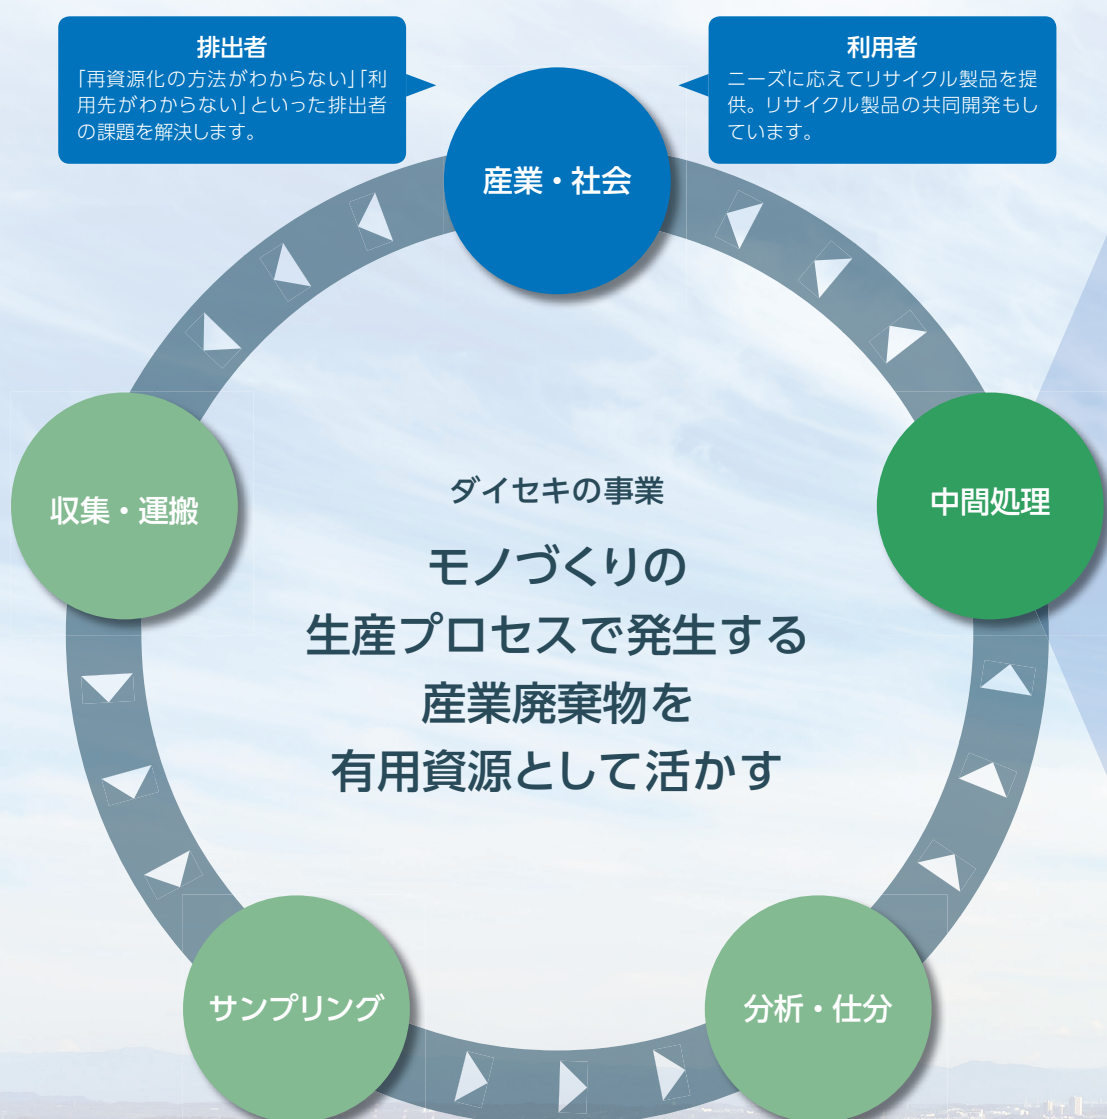 排出者
「再資源化の方法がわからない」「利
用先がわからない」といった排出者
の課題を解決します。
利用者
ニーズに応えてリサイクル製品を提
供。リサイクル製品の共同開発もし
ています。
産業・社会
収集・運搬
中間処理
ダイセキの事業
モノづくりの
生産プロセスで発生する
産業廃棄物を
有用資源として活かす
サンプリング
分析・仕分